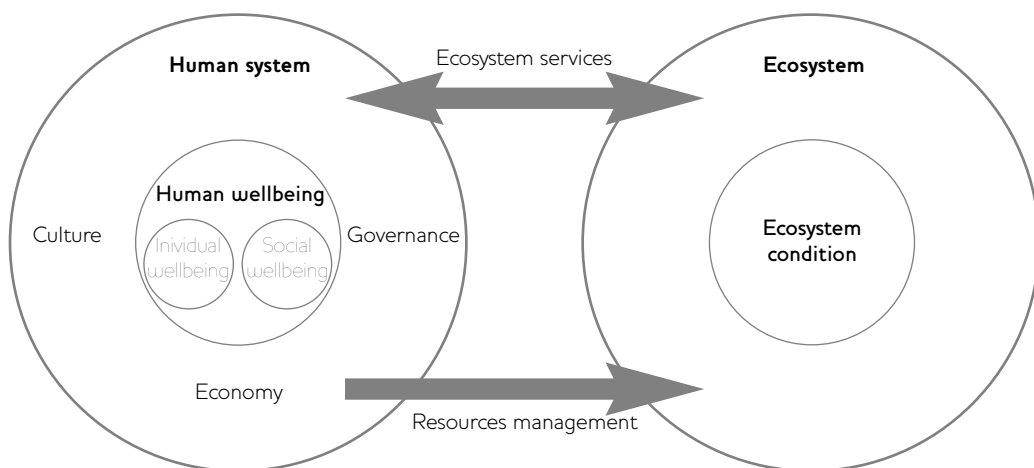 Human system
Ecosystem services
Ecosystem
Human wellbeing
Culture
Inividual
wellbeing
Social
wellbeing
Governance
Ecosystem
condition
Economy
Resources management